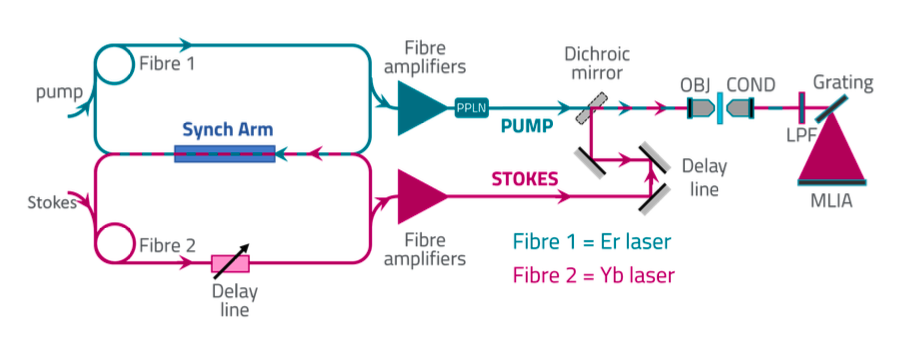 Fibre 1
pump
Synch Arm
Stokes
Fibre 2
Delay
line
Fibre
amplifiers
PPLN
PUMP
STOKES
Fibre
amplifiers
Dichroic
mirror
Delay
line
OBJ
COND
Grating
LPF
MLIA
Fibre 1 = Er laser
Fibre 2 = Yb laser